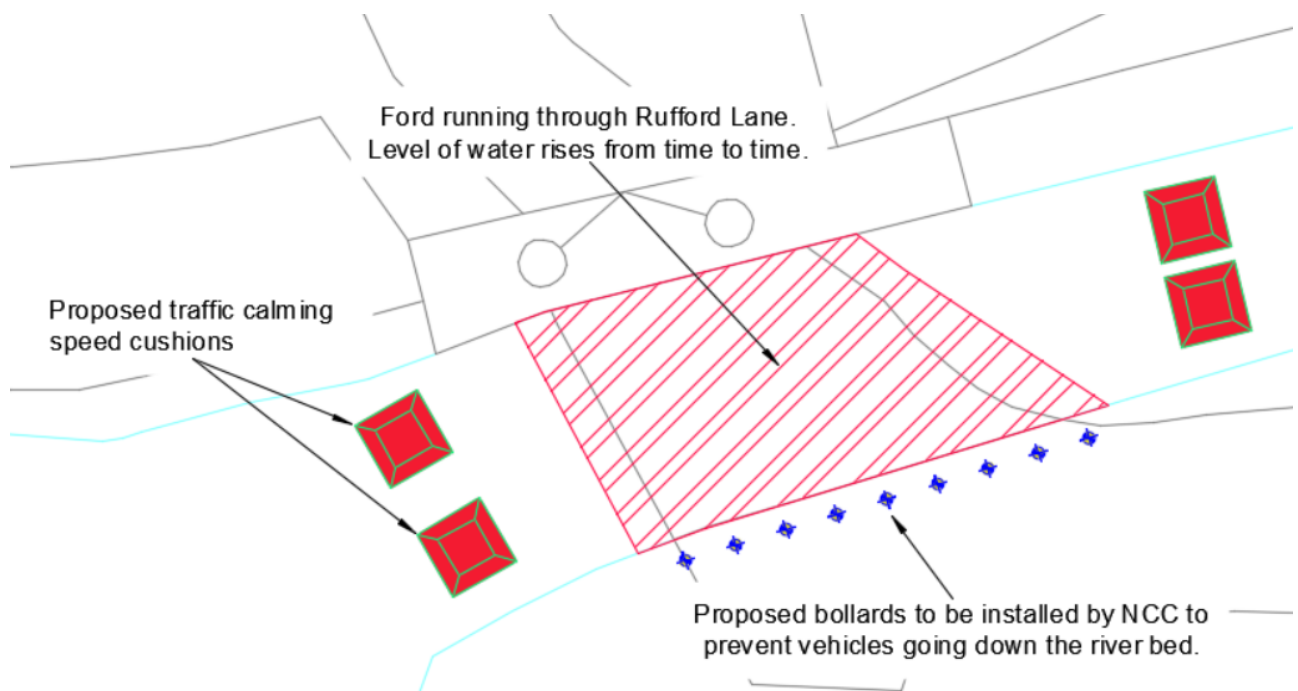 Ford running through Rufford Lane.
Level of water rises from time to time.
Proposed traffic calming
speed cushions
Proposed bollards to be installed by NCC to
prevent vehicles going down the river bed.